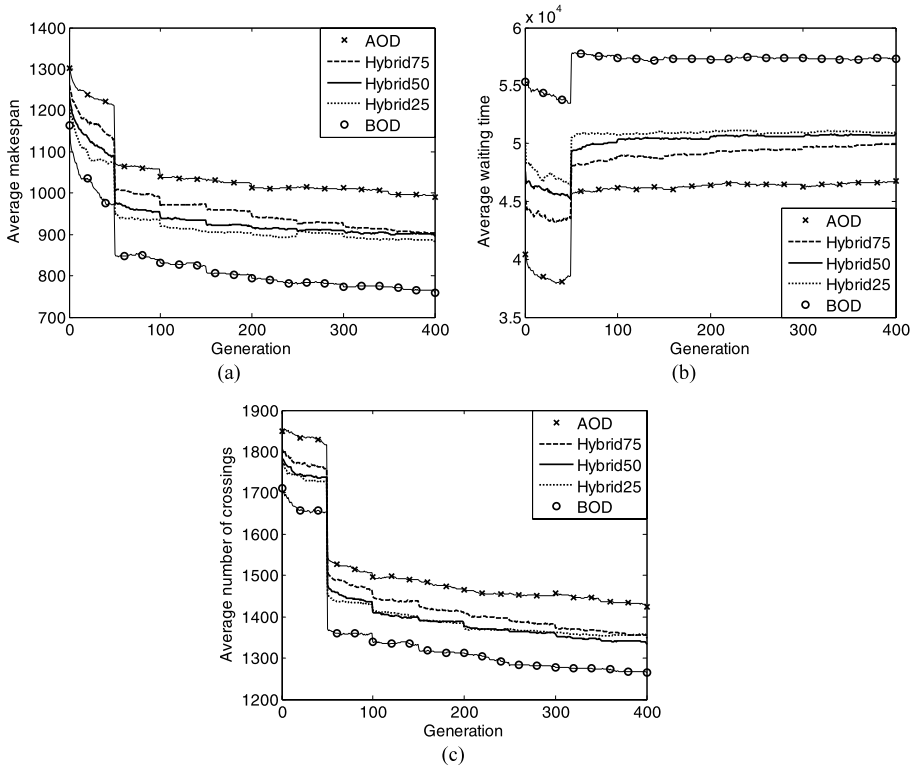 1400
1300
1200
1100
1000
900
800
700
0
100
200
300
400
Average makespan
Generation
AOD
Hybrid75
Hybrid50
Hybrid25
BOD
(a)
x 10^4
6
5.5
5
4.5
4
3.5
0
100
200
300
400
Average waiting time
Generation
AOD
Hybrid75
Hybrid50
Hybrid25
BOD
(b)
1900
1800
1700
1600
1500
1400
1300
1200
0
100
200
300
400
Average number of crossings
Generation
AOD
Hybrid75
Hybrid50
Hybrid25
BOD
(c)